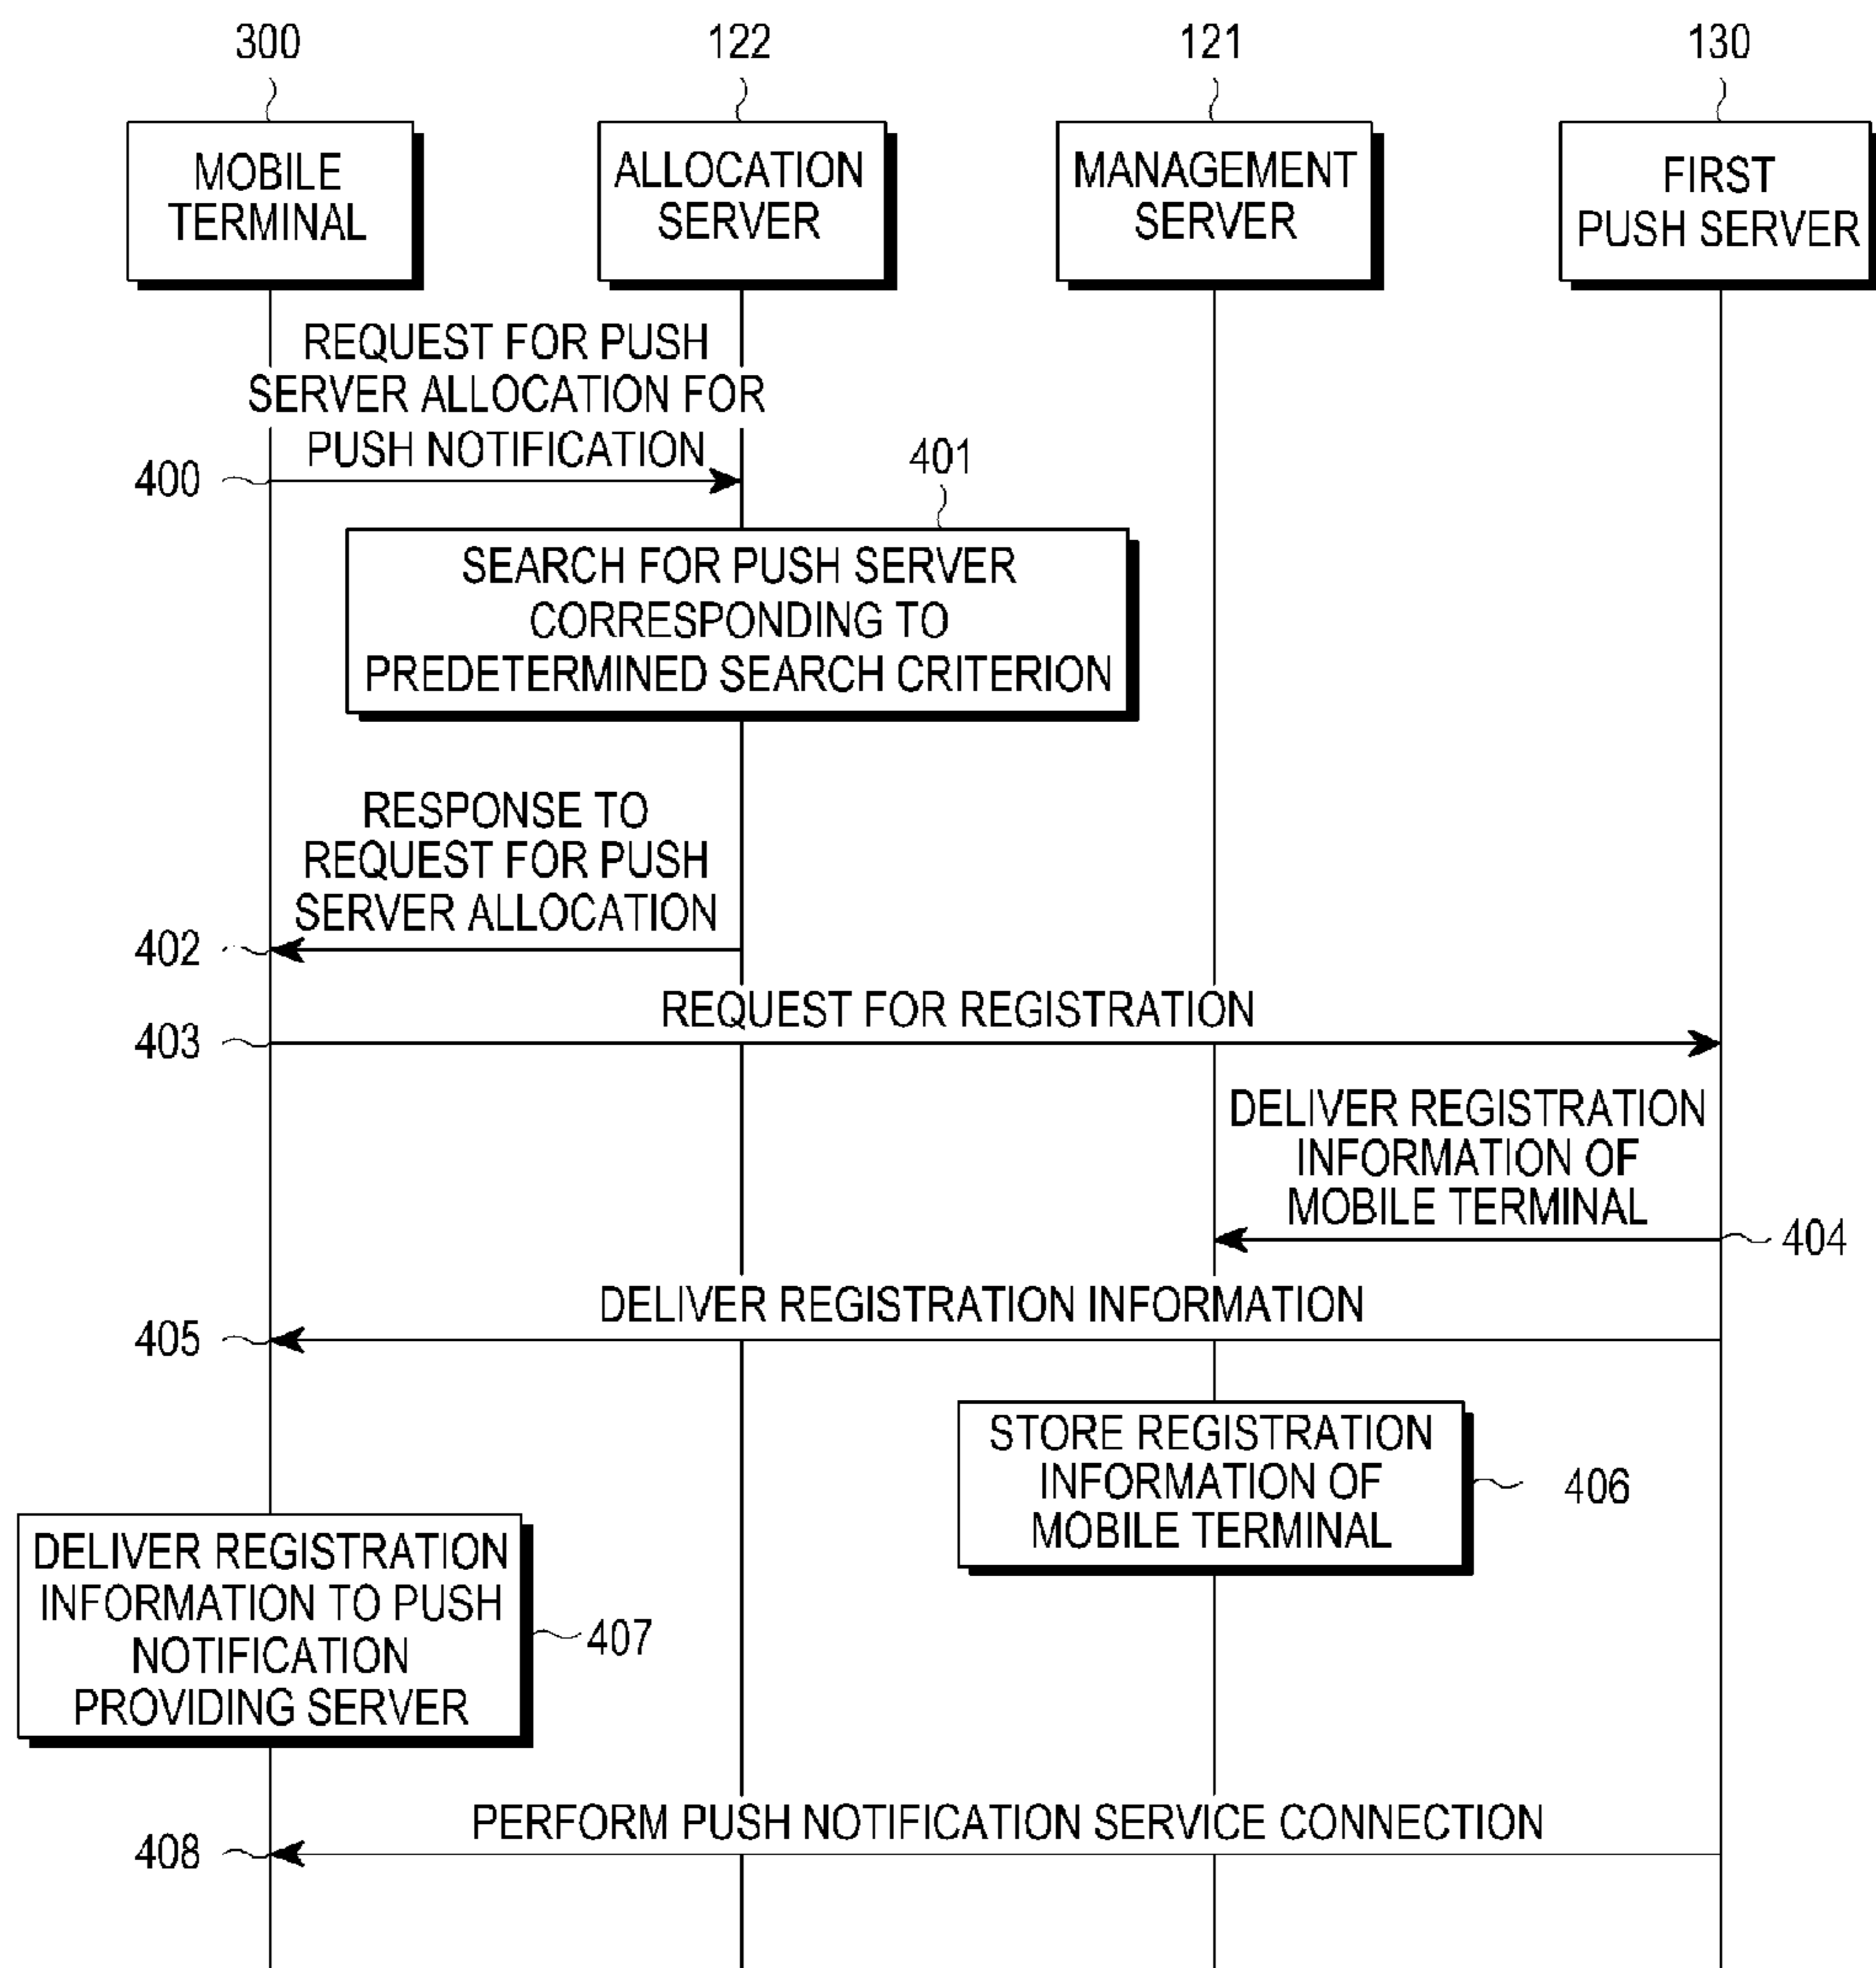 300
122
121
130
MOBILE
TERMINAL
ALLOCATION
SERVER
MANAGEMENT
SERVER
FIRST
PUSH SERVER
REQUEST FOR PUSH
SERVER ALLOCATION FOR
PUSH NOTIFICATION
400
401
SEARCH FOR PUSH SERVER
CORRESPONDING TO
PREDETERMINED SEARCH CRITERION
RESPONSE TO
REQUEST FOR PUSH
SERVER ALLOCATION
402
REQUEST FOR REGISTRATION
403
DELIVER REGISTRATION
INFORMATION OF
MOBILE TERMINAL
404
DELIVER REGISTRATION INFORMATION
405
STORE REGISTRATION
INFORMATION OF
MOBILE TERMINAL
406
DELIVER REGISTRATION
INFORMATION TO PUSH
NOTIFICATION
PROVIDING SERVER
407
PERFORM PUSH NOTIFICATION SERVICE CONNECTION
408